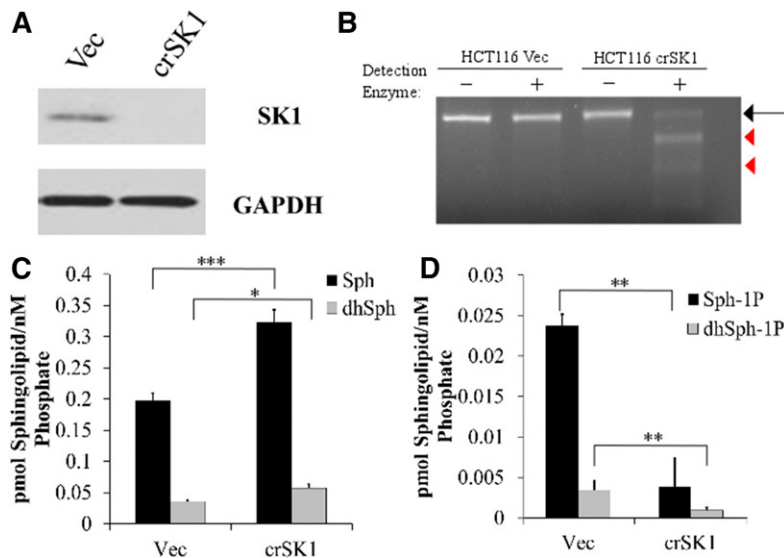 A
Vec
crSK1
SK1
GAPDH
B
HCT116 Vec
HCT116 crSK1
Detection
Enzyme:
− + − +
C
pmol Sphingolipid/nM
Phosphate
0.4
0.35
0.3
0.25
0.2
0.15
0.1
0.05
0
***
*
Sph
dhSph
Vec
crSK1
D
pmol Sphingolipid/nM
Phosphate
0.03
0.025
0.02
0.015
0.01
0.005
0
**
**
Sph-1P
dhSph-1P
Vec
crSK1